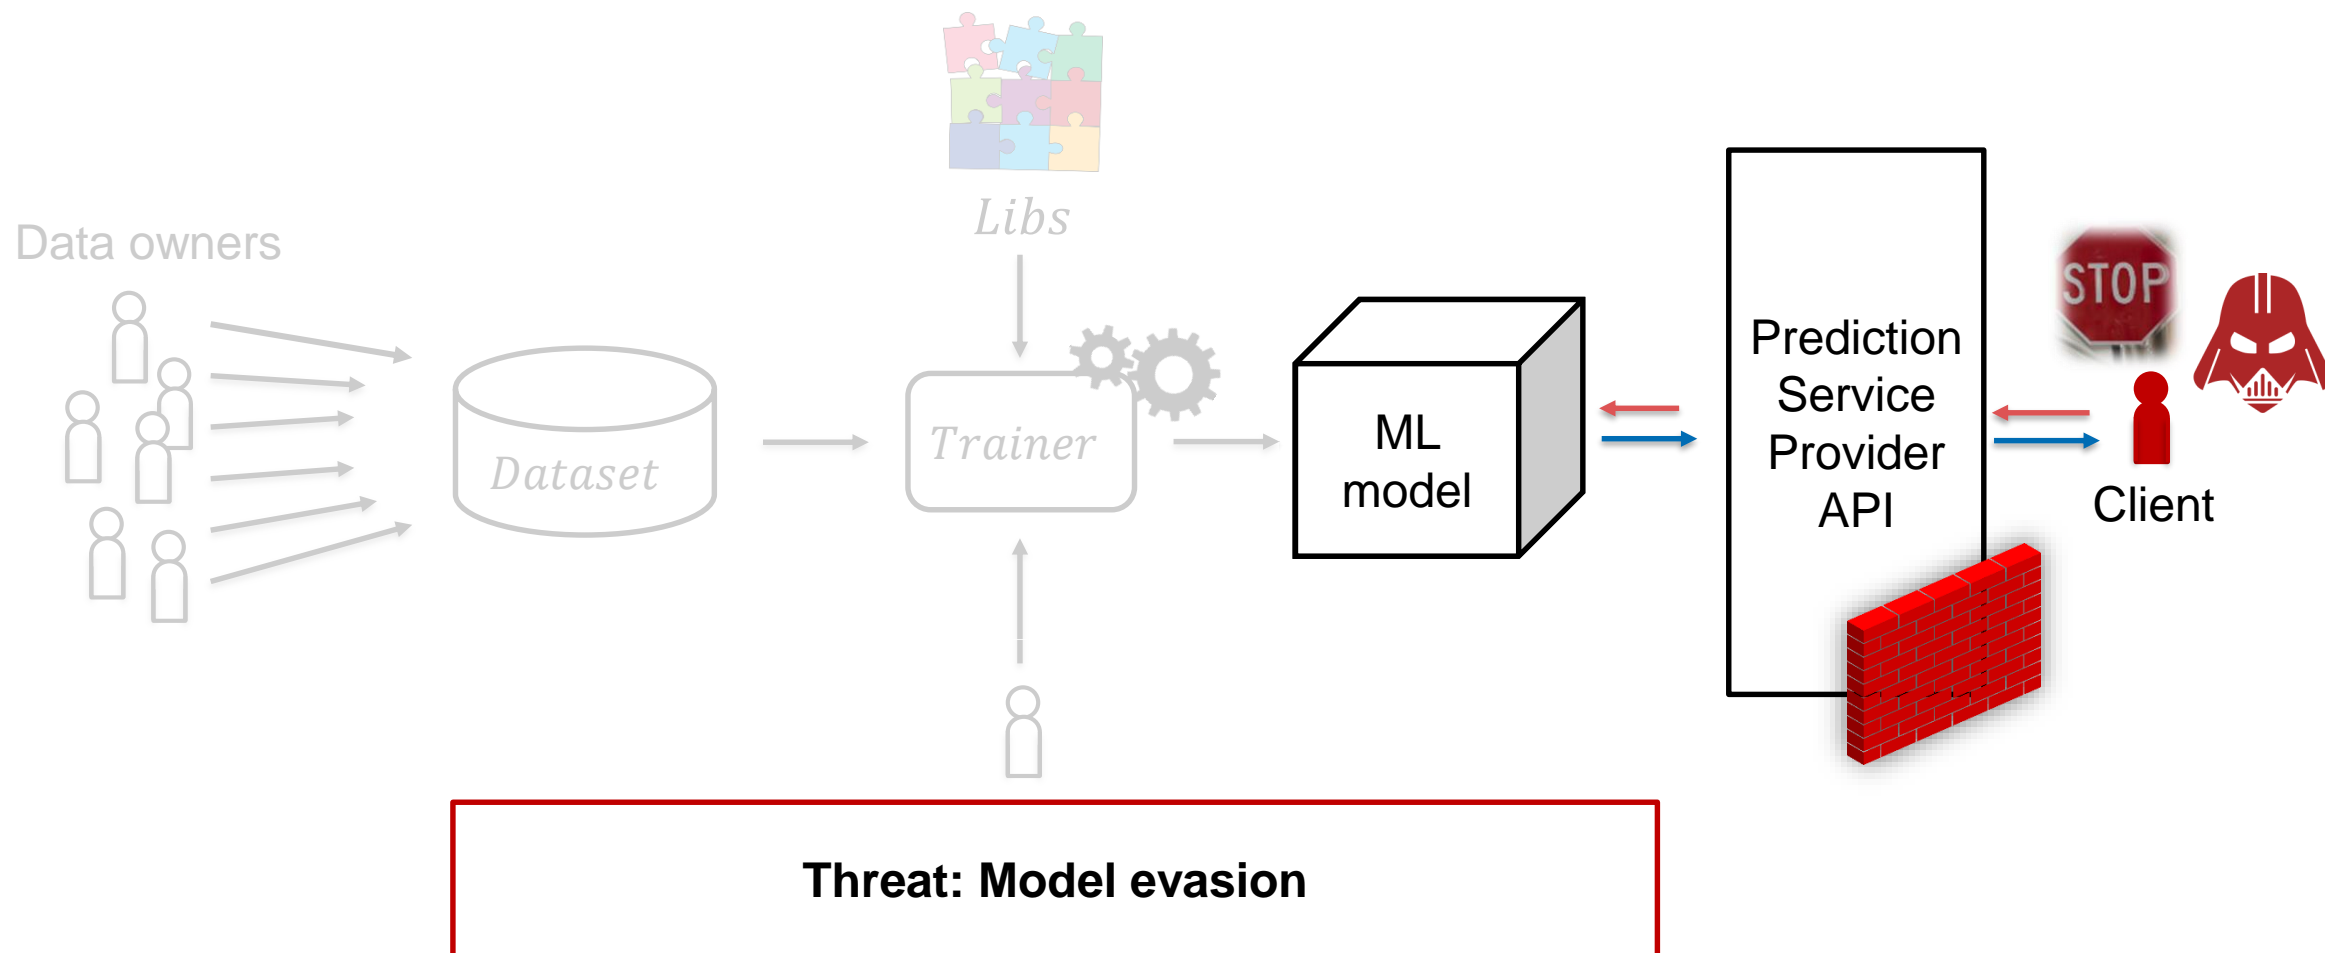 Libs
Data owners
Dataset
Trainer
ML
model
Prediction
Service
Provider
API
STOP
Client
Threat: Model evasion